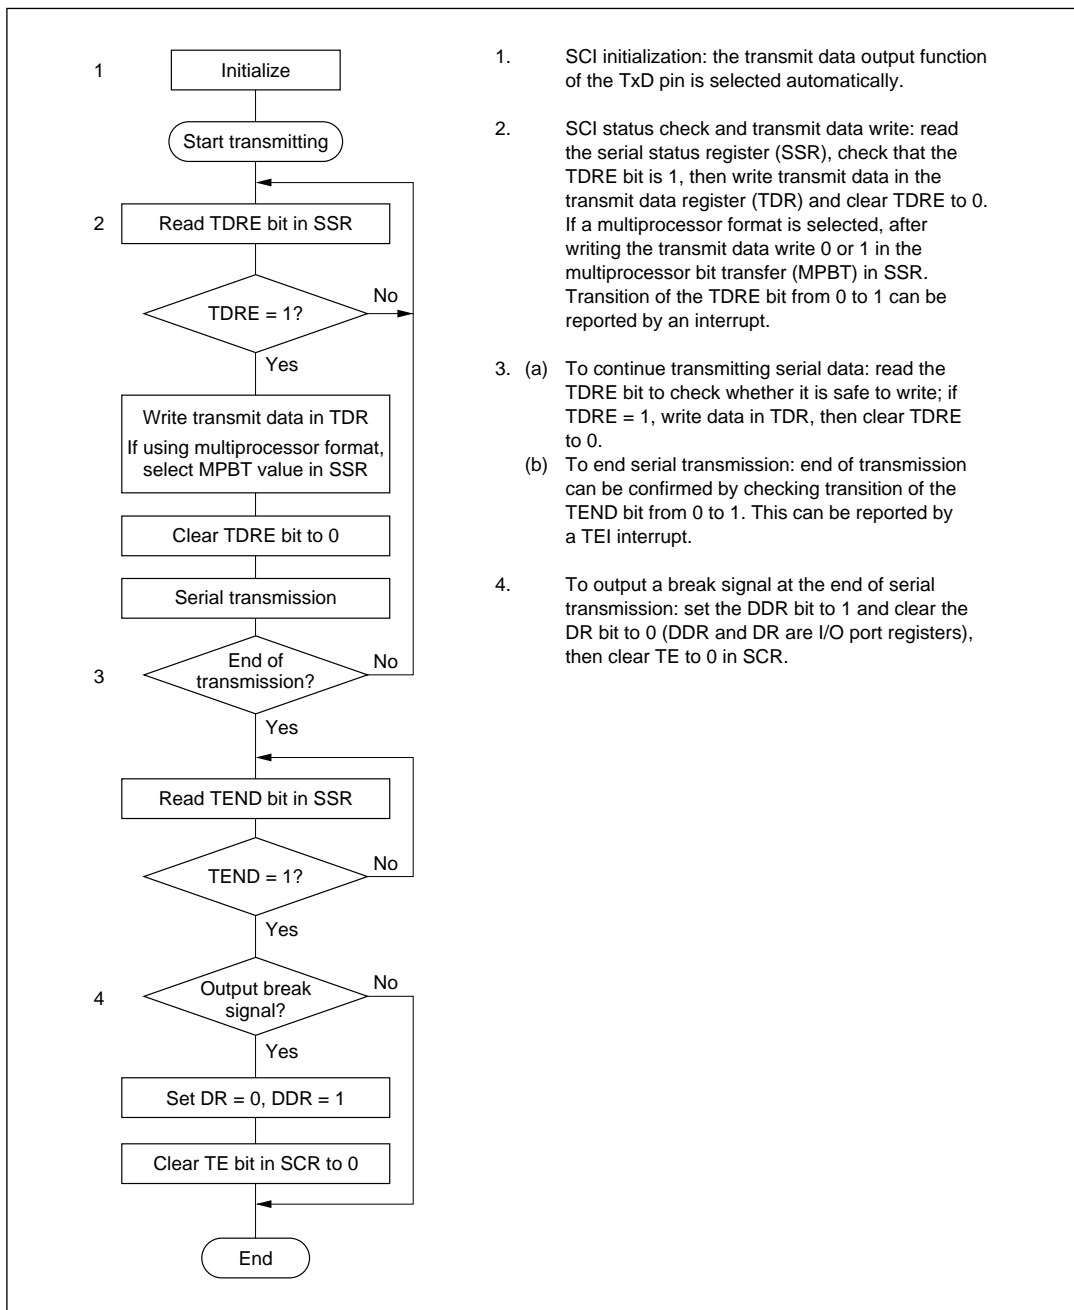 1
Initialize
Start transmitting
2
Read TDRE bit in SSR
TDRE = 1?
No
Yes
Write transmit data in TDR
If using multiprocessor format,
select MPBT value in SSR
Clear TDRE bit to 0
Serial transmission
3
End of
transmission?
No
Yes
Read TEND bit in SSR
TEND = 1?
No
Yes
4
Output break
signal?
No
Yes
Set DR = 0, DDR = 1
Clear TE bit in SCR to 0
End
1. SCI initialization: the transmit data output function
of the TxD pin is selected automatically.
2. SCI status check and transmit data write: read
the serial status register (SSR), check that the
TDRE bit is 1, then write transmit data in the
transmit data register (TDR) and clear TDRE to 0.
If a multiprocessor format is selected, after
writing the transmit data write 0 or 1 in the
multiprocessor bit transfer (MPBT) in SSR.
Transition of the TDRE bit from 0 to 1 can be
reported by an interrupt.
3. (a) To continue transmitting serial data: read the
TDRE bit to check whether it is safe to write; if
TDRE = 1, write data in TDR, then clear TDRE
to 0.
(b) To end serial transmission: end of transmission
can be confirmed by checking transition of the
TEND bit from 0 to 1. This can be reported by
a TEI interrupt.
4. To output a break signal at the end of serial
transmission: set the DDR bit to 1 and clear the
DR bit to 0 (DDR and DR are I/O port registers),
then clear TE to 0 in SCR.